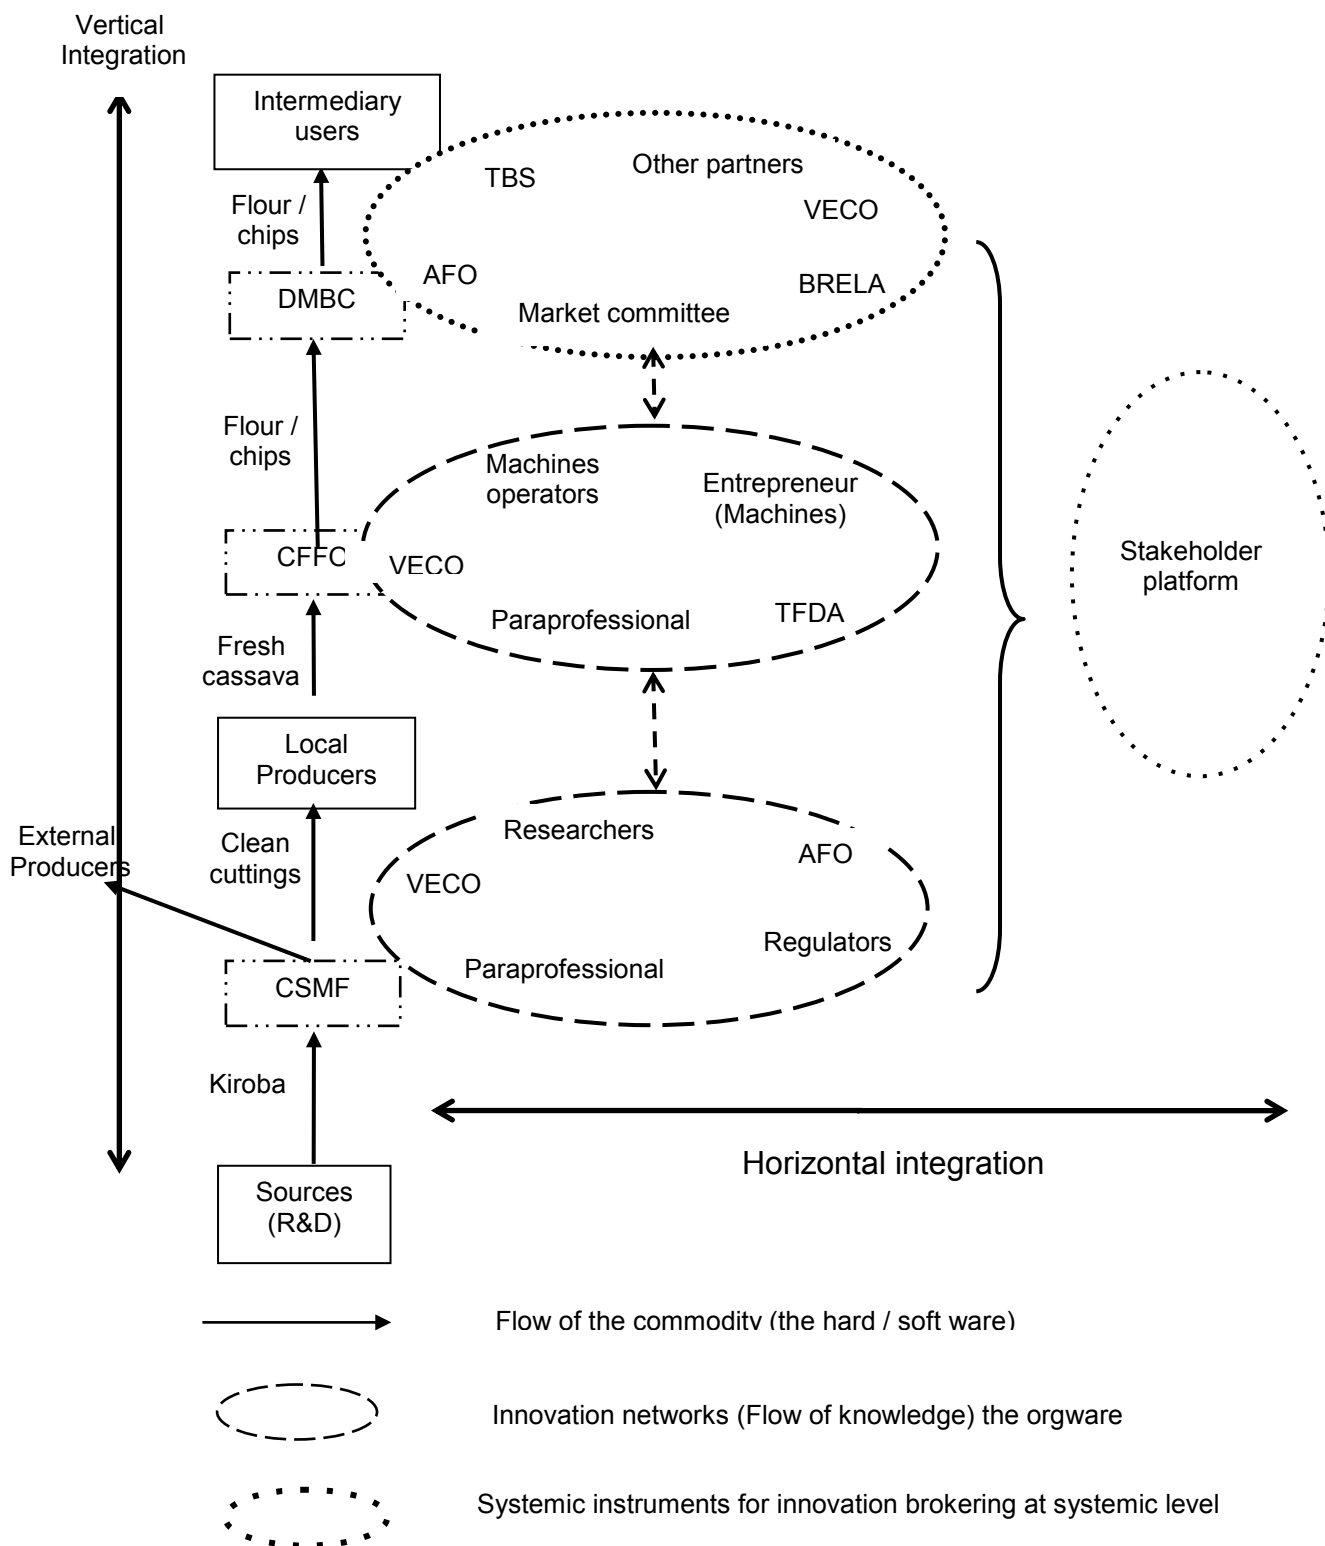 Vertical
Integration
Intermediary
users
TBS
Other partners
VECO
Flour /
chips
AFO
BRELA
DMBC
Market committee
Flour /
chips
Machines
operators
Entrepreneur
(Machines)
Stakeholder
platform
CFFC
VECO
Paraprofessional
TFDA
Fresh
cassava
Local
Producers
External
Producers
Clean
cuttings
Researchers
AFO
VECO
Regulators
Paraprofessional
CSMF
Kiroba
Horizontal integration
Sources
(R&D)
Flow of the commodity (the hard / soft ware)
Innovation networks (Flow of knowledge) the orgware
Systemic instruments for innovation brokering at systemic level